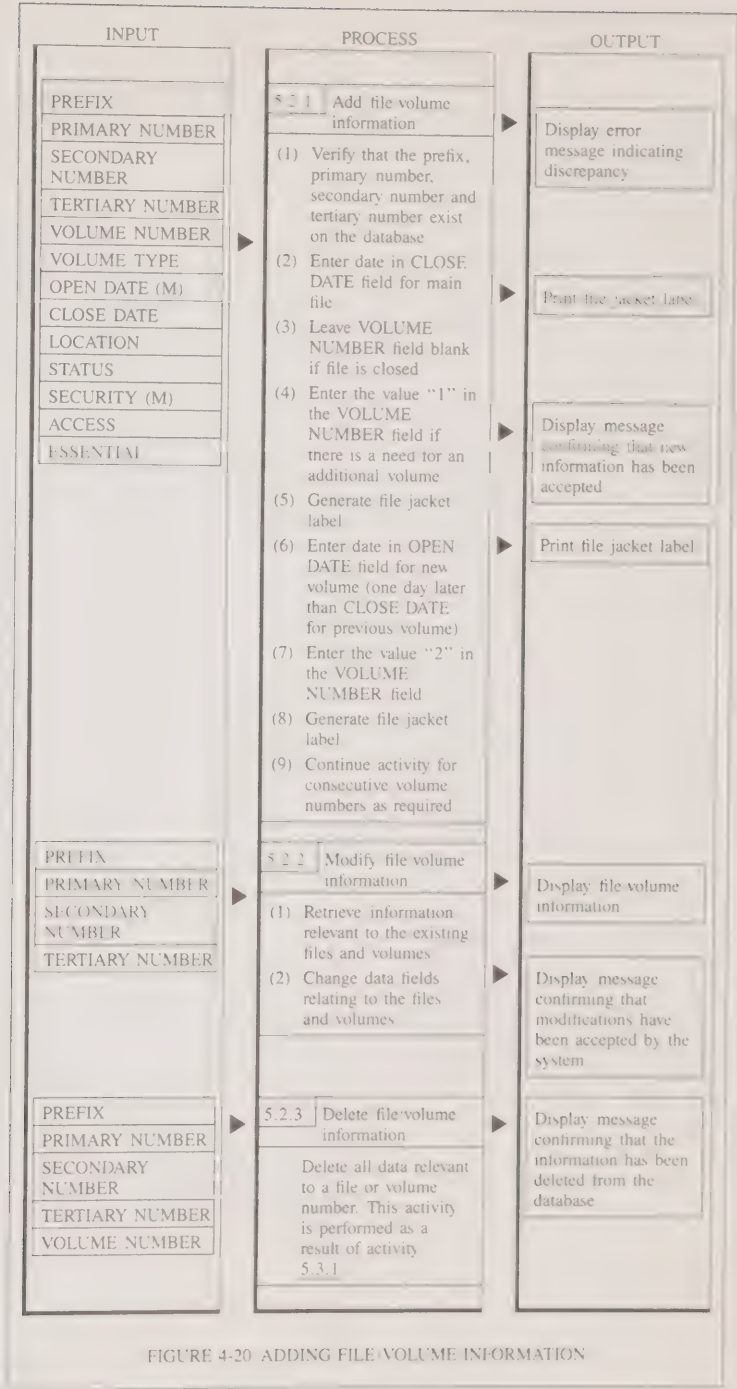 INPUT
PREFIX
PRIMARY NUMBER
SECONDARY
NUMBER
TERTIARY NUMBER
VOLUME NUMBER
VOLUME TYPE
OPEN DATE (M)
CLOSE DATE
LOCATION
STATUS
SECURITY (M)
ACCESS
ESSENTIAL
PREFIX
PRIMARY NUMBER
SECONDARY
NUMBER
TERTIARY NUMBER
PREFIX
PRIMARY NUMBER
SECONDARY
NUMBER
TERTIARY NUMBER
VOLUME NUMBER
PROCESS
5.2.1 Add file volume
information
(1) Verify that the prefix,
primary number,
secondary number and
tertiary number exist
on the database
(2) Enter date in CLOSE
DATE field for main
file
(3) Leave VOLUME
NUMBER field blank
if file is closed
(4) Enter the value "1" in
the VOLUME
NUMBER field if
there is a need for an
additional volume
(5) Generate file jacket
label
(6) Enter date in OPEN
DATE field for new
volume (one day later
than CLOSE DATE
for previous volume)
(7) Enter the value "2" in
the VOLUME
NUMBER field
(8) Generate file jacket
label
(9) Continue activity for
consecutive volume
numbers as required
5.2.2 Modify file volume
information
(1) Retrieve information
relevant to the existing
files and volumes
(2) Change data fields
relating to the files
and volumes
5.2.3 Delete file/volume
information
Delete all data relevant
to a file or volume
number. This activity
is performed as a
result of activity
5.3.1
OUTPUT
Display error
message indicating
discrepancy
Print file jacket label
Display message
confirming that new
information has been
accepted
Print file jacket label
Display file volume
information
Display message
confirming that
modifications have
been accepted by the
system
Display message
confirming that the
information has been
deleted from the
database
FIGURE 4-20 ADDING FILE/VOLUME INFORMATION